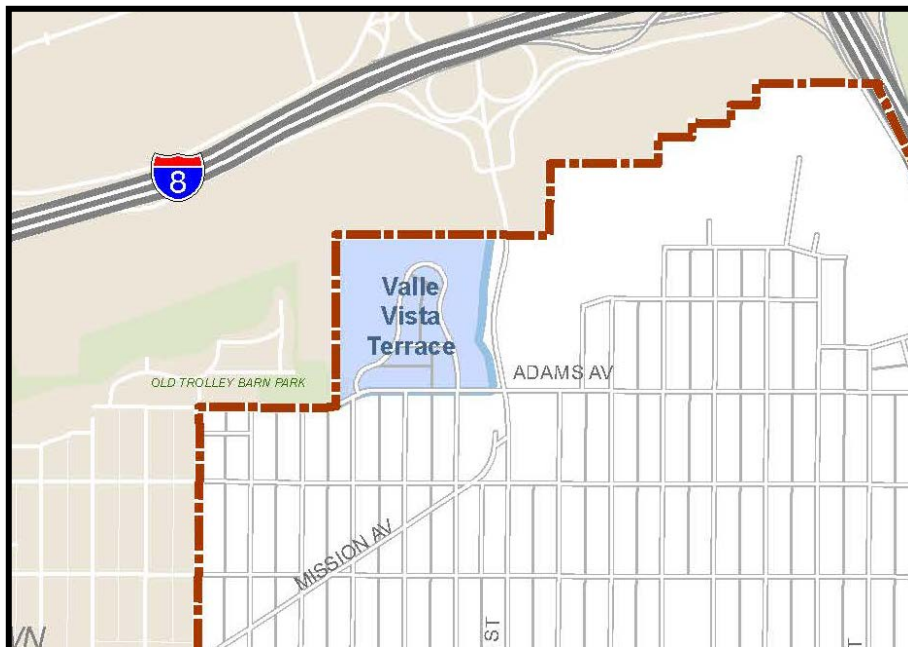 8
Valle
Vista
Terrace
OLD TROLLEY BARN PARK
ADAMS AV
MISSION AV
ST